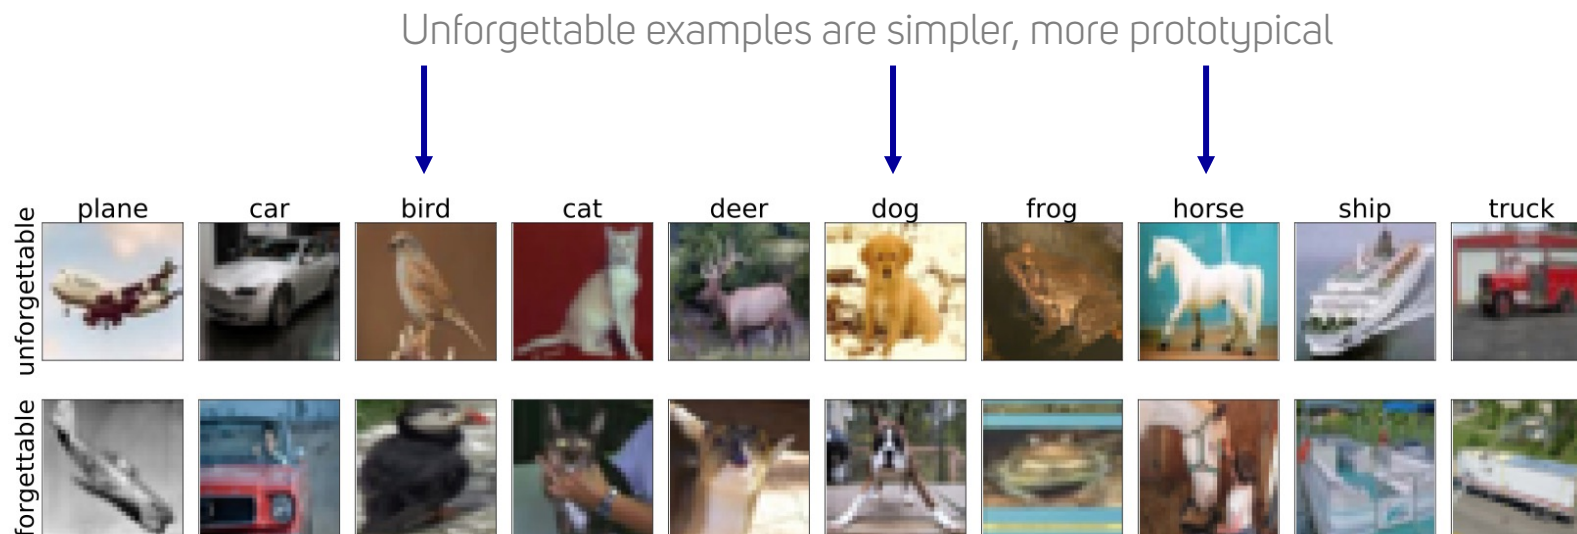 Unforgettable examples are simpler, more prototypical
plane car bird cat deer dog frog horse ship truck
unforgettable
forgettable